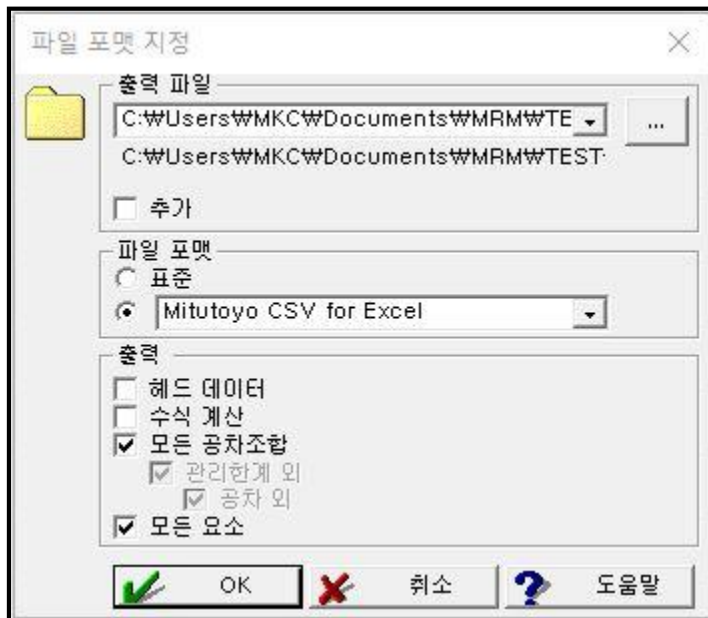 파일 포맷 지정
출력 파일
C:₩Users₩MKC₩Documents₩MRM₩TE
...
C:₩Users₩MKC₩Documents₩MRM₩TEST-
추가
파일 포맷
표준
Mitutoyo CSV for Excel
출력
헤드 데이터
수식 계산
모든 공차조합
관리한계 외
공차 외
모든 요소
OK 취소 도움말